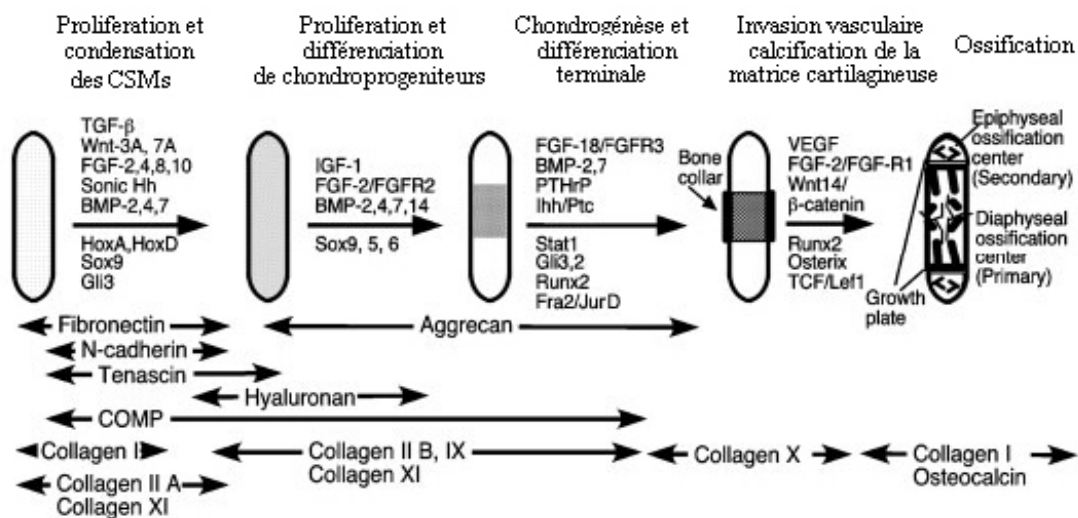 Proliferation et
condensation
des CSMs
Proliferation et
différenciation
de chondroprogeniteurs
Chondrogénèse et
différenciation
terminale
Invasion vasculaire
calcification de la
matrice cartilagineuse
Ossification
TGF-β
Wnt-3A, 7A
FGF-2,4,8,10
Sonic Hh
BMP-2,4,7
HoxA,HoxD
Sox9
Gli3
IGF-1
FGF-2/FGFR2
BMP-2,4,7,14
Sox9, 5, 6
FGF-18/FGFR3
BMP-2,7
PTHrP
Ihh/Ptc
Stat1
Gli3,2
Runx2
Fra2/JurD
Bone
collar
VEGF
FGF-2/FGF-R1
Wnt14/
β-catenin
Runx2
Osterix
TCF/Lef1
Epiphyseal
ossification
center
(Secondary)
Diaphyseal
ossification
center
(Primary)
Growth
plate
Fibronectin
Aggrecan
N-cadherin
Tenascin
Hyaluronan
COMP
Collagen I
Collagen II B, IX
Collagen XI
Collagen X
Collagen I
Osteocalcin
Collagen II A
Collagen XI